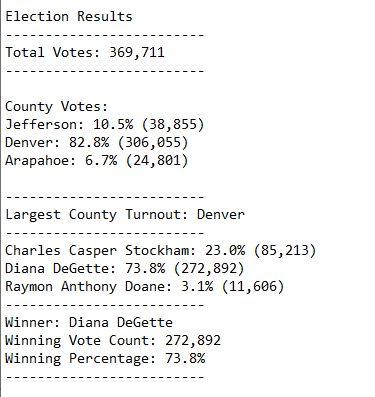 Election Results
-------------------------
Total Votes: 369,711
-------------------------
County Votes:
Jefferson: 10.5% (38,855)
Denver: 82.8% (306,055)
Arapahoe: 6.7% (24,801)
-------------------------
Largest County Turnout: Denver
-------------------------
Charles Casper Stockham: 23.0% (85,213)
Diana DeGette: 73.8% (272,892)
Raymon Anthony Doane: 3.1% (11,606)
-------------------------
Winner: Diana DeGette
Winning Vote Count: 272,892
Winning Percentage: 73.8%
-------------------------